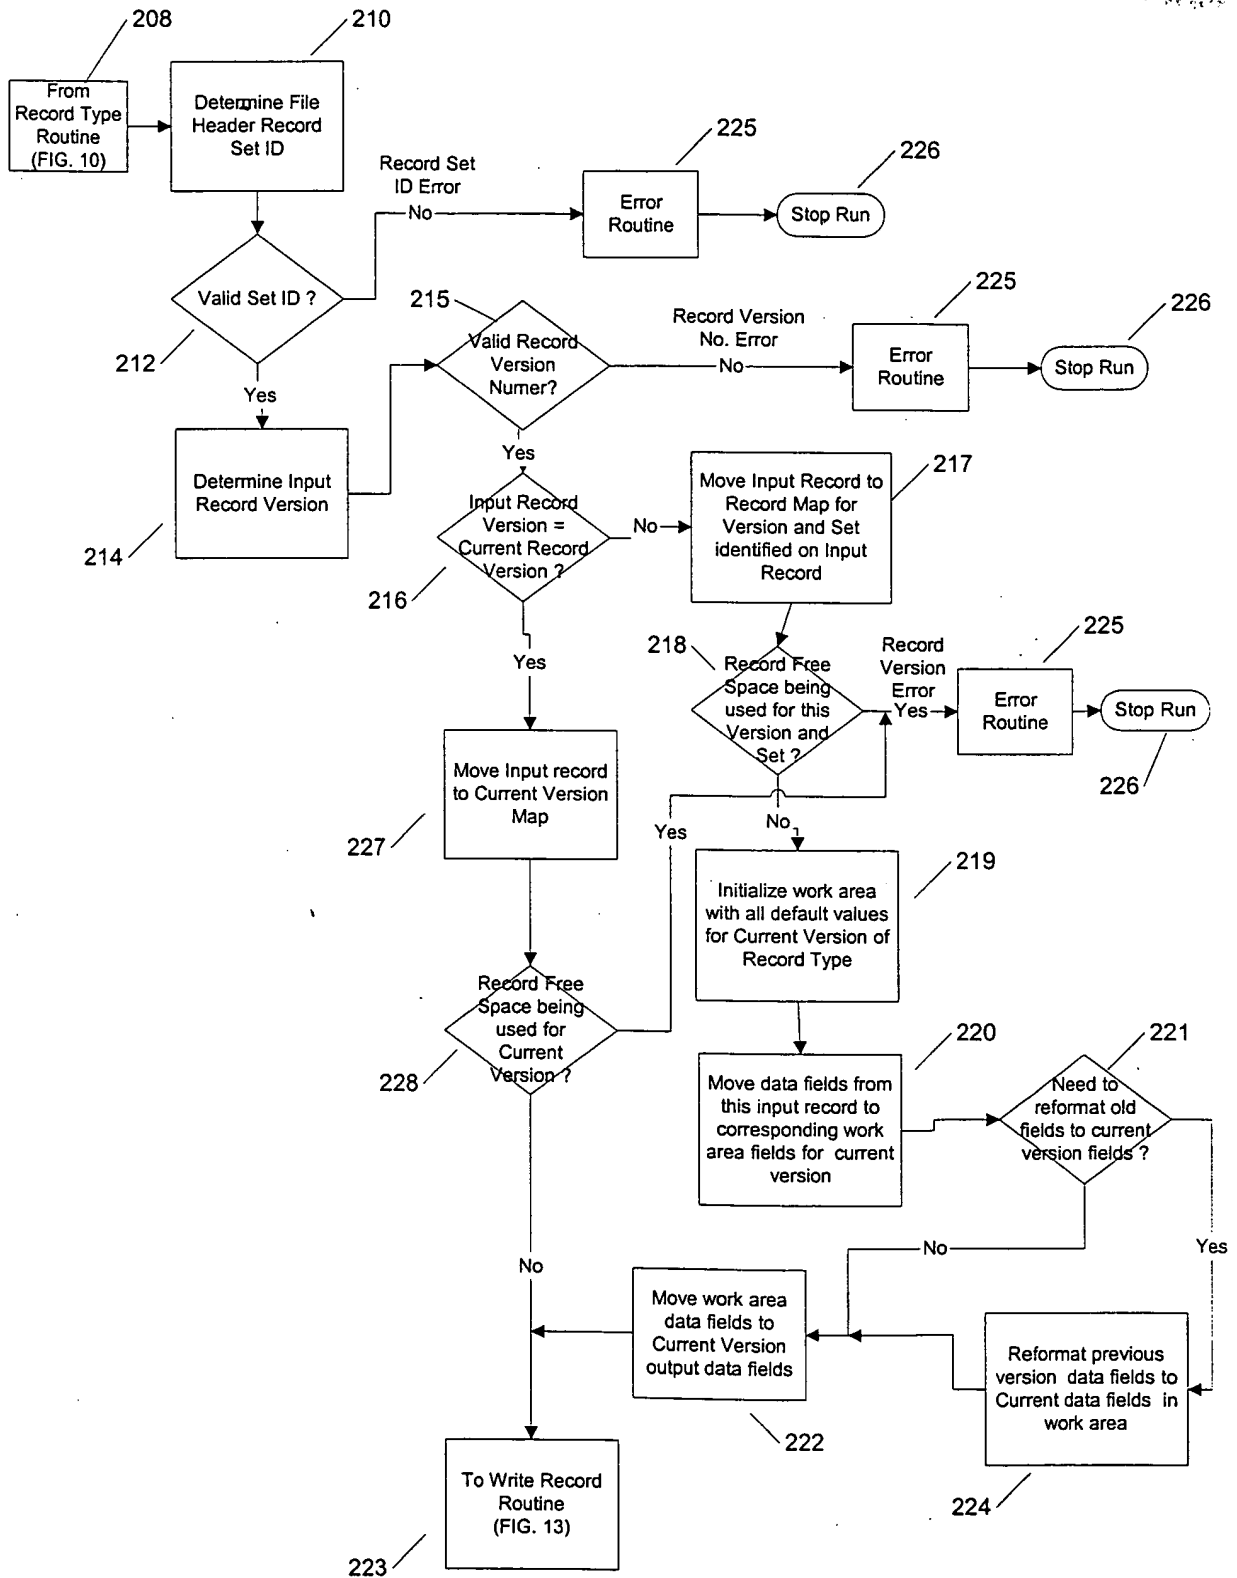 208
210
From
Record Type
Routine
(FIG. 10)
Determine File
Header Record
Set ID
Record Set
ID Error
No
225
Error
Routine
226
Stop Run
Valid Set ID ?
212
Yes
215
Valid Record
Version
Numer?
Record Version
No. Error
No
225
Error
Routine
226
Stop Run
Determine Input
Record Version
214
Yes
Input Record
Version =
Current Record
Version ?
216
No
Move Input Record to
Record Map for
Version and Set
identified on Input
Record
217
Yes
218
Record Free
Space being
used for this
Version and
Set ?
Record
Version
Error
Yes
225
Error
Routine
Stop Run
226
Move Input record
to Current Version
Map
227
Yes
No
219
Initialize work area
with all default values
for Current Version of
Record Type
Record Free
Space being
used for
Current
Version ?
228
220
Move data fields from
this input record to
corresponding work
area fields for current
version
221
Need to
reformat old
fields to current
version fields ?
No
Yes
No
Move work area
data fields to
Current Version
output data fields
222
Reformat previous
version data fields to
Current data fields in
work area
224
To Write Record
Routine
(FIG. 13)
223